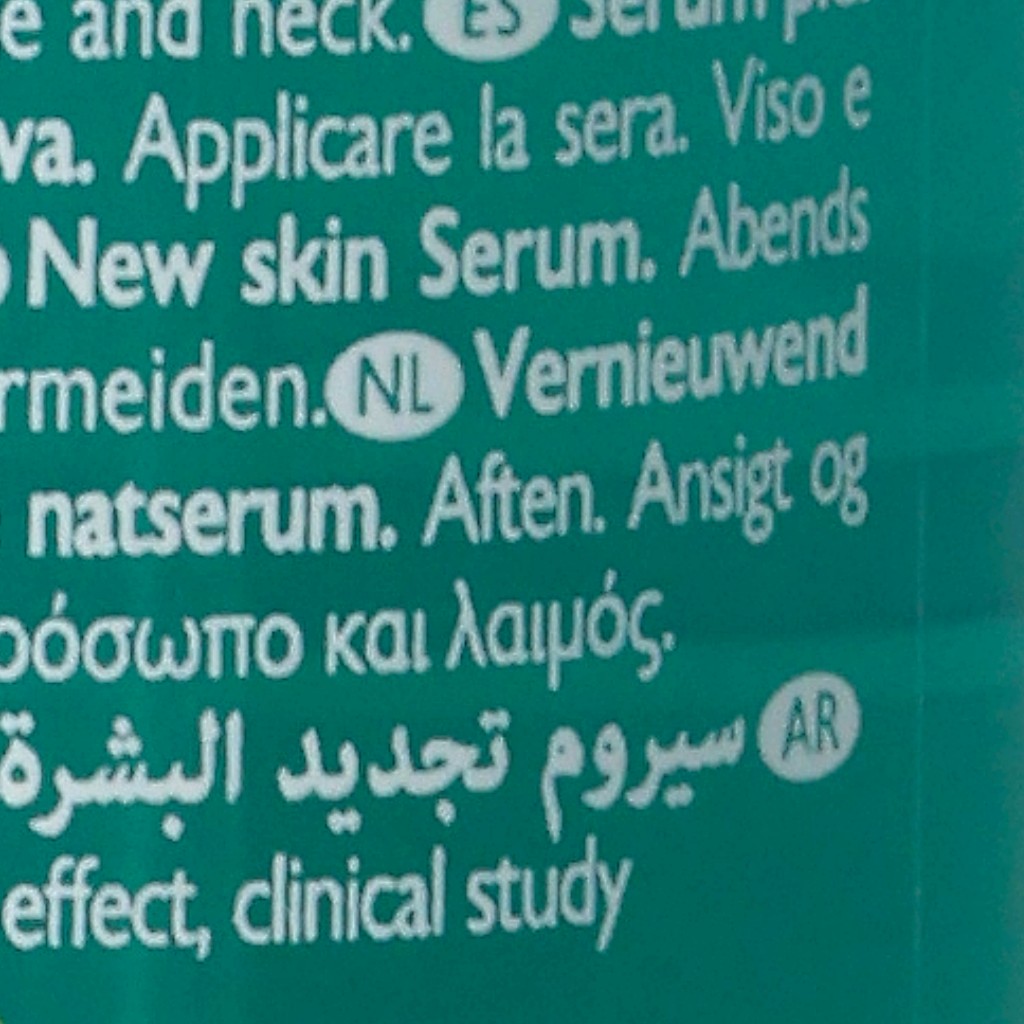 e and neck. ES Serum
va. Applicare la sera. Viso e
New skin Serum. Abends
rmeiden. NL Vernieuwend
natserum. Aften. Ansigt og
ρόσωπο και λαιμός.
AR سيروم تجديد البشرة
effect, clinical study